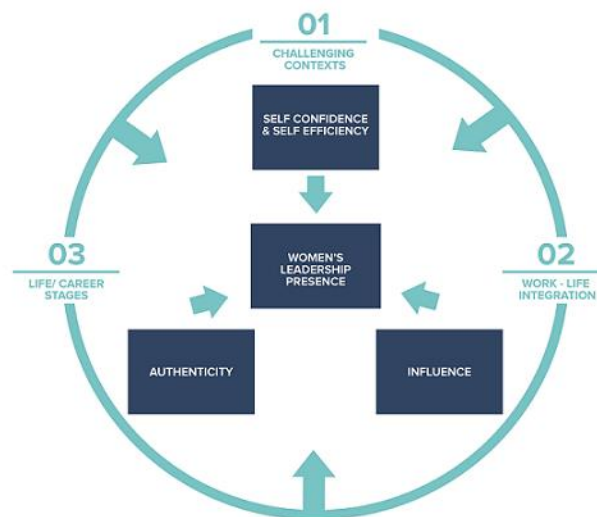 01
CHALLENGING
CONTEXTS
SELF CONFIDENCE
& SELF EFFICIENCY
03
LIFE/ CAREER
STAGES
WOMEN'S
LEADERSHIP
PRESENCE
02
WORK - LIFE
INTEGRATION
AUTHENTICITY
INFLUENCE